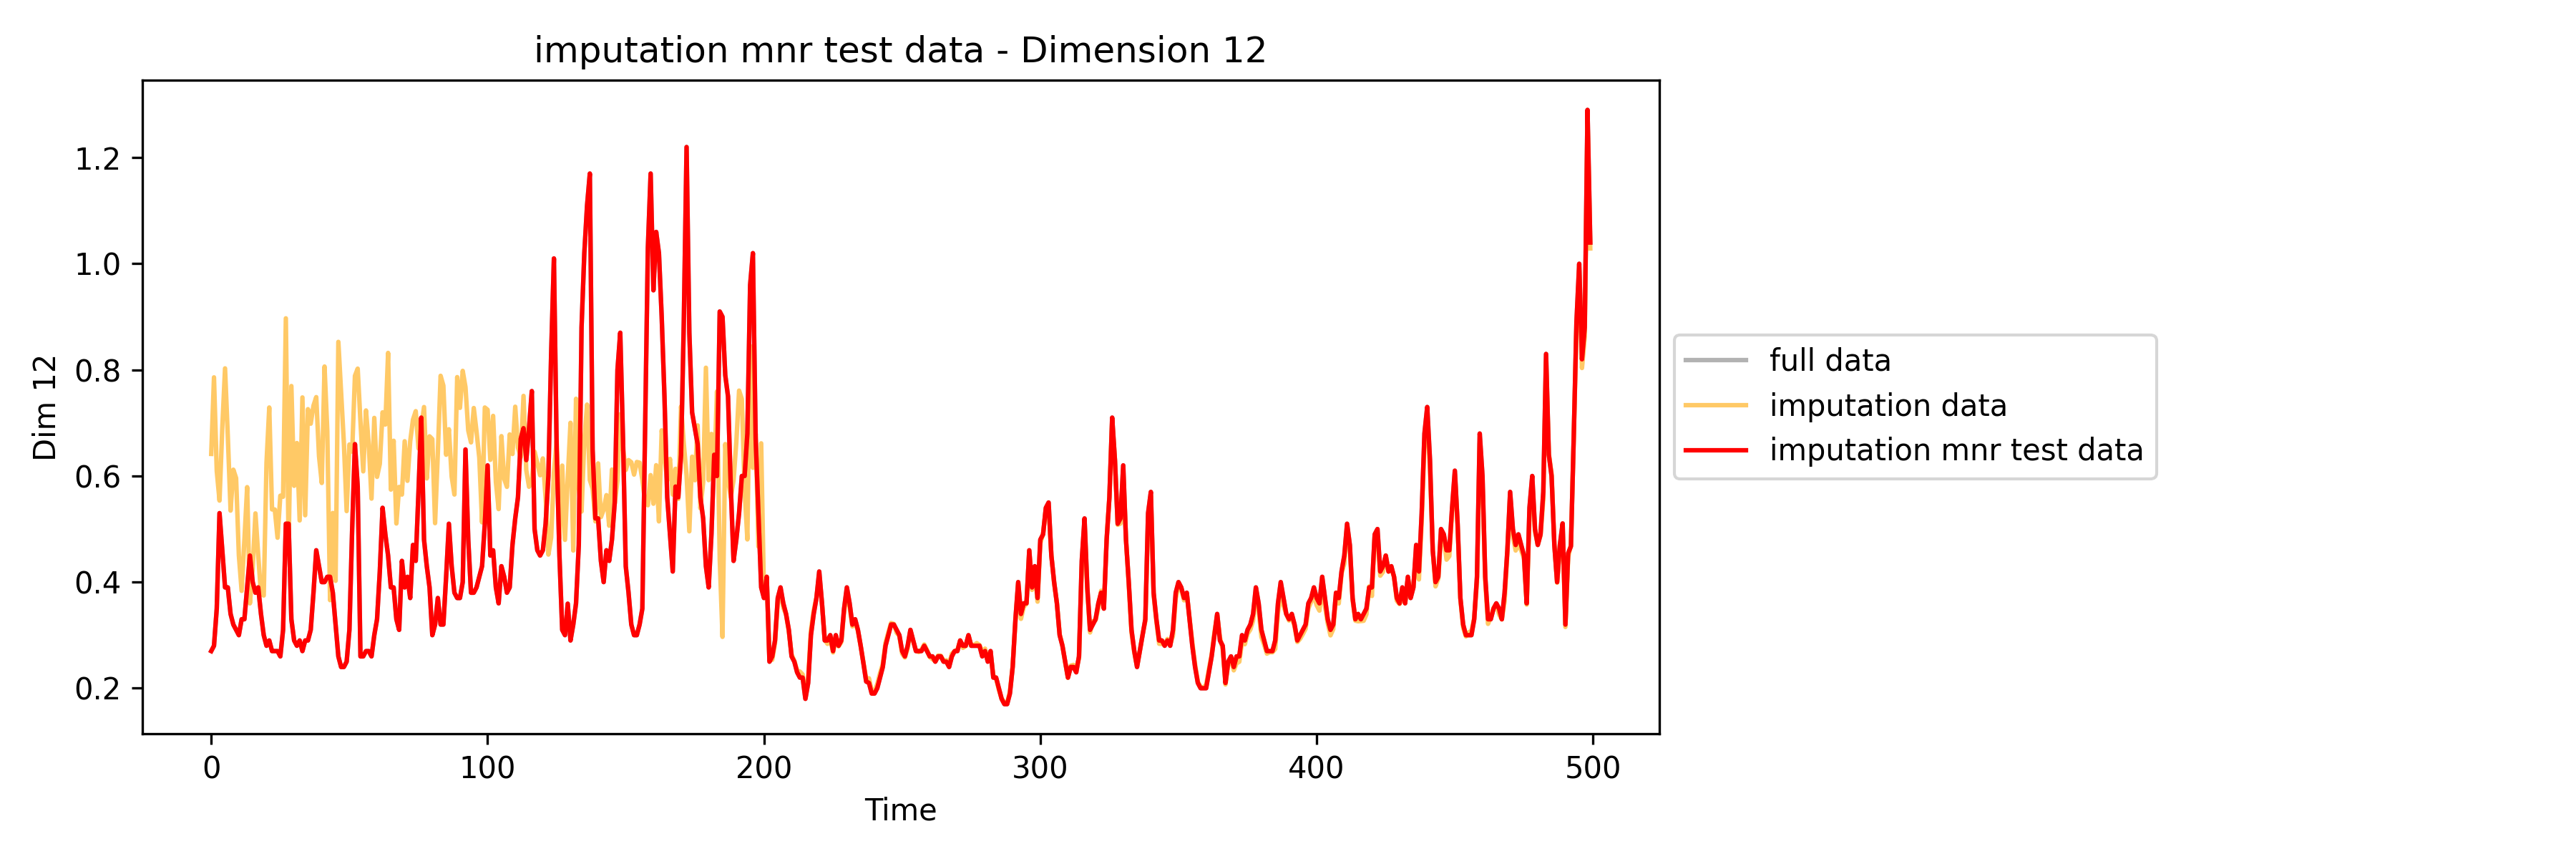 imputation mnr test data - Dimension 12
1.2
1.0
0.8
0.6
0.4
0.2
Dim 12
0 100 200 300 400 500
Time
full data
imputation data
imputation mnr test data